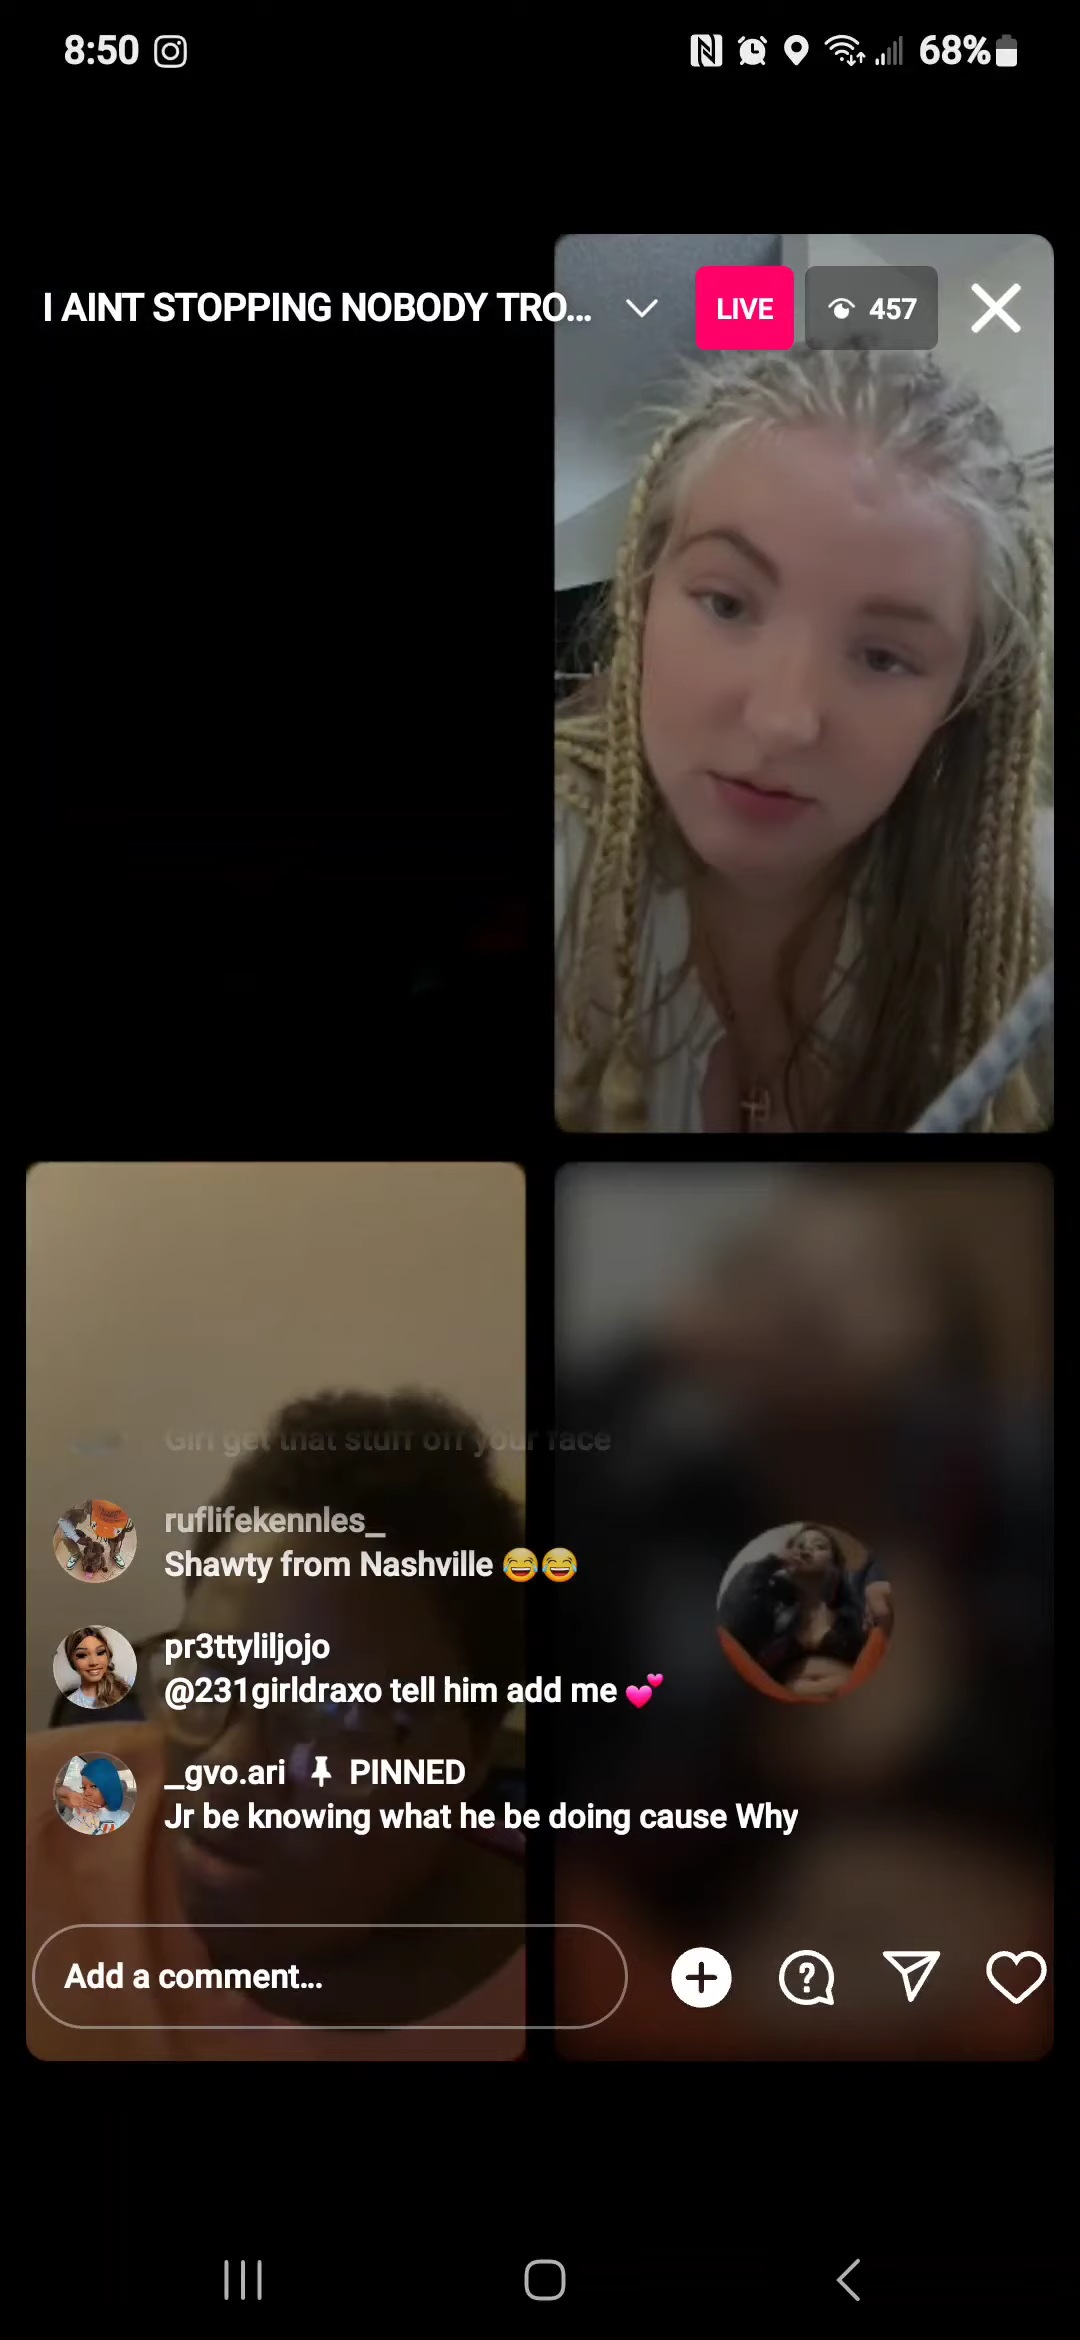 8:50 68%
I AINT STOPPING NOBODY TRO... LIVE 457
Girl get that stuff off your face
ruflifekennles_
Shawty from Nashville 😂😂
pr3ttyliljojo
@231girldraxo tell him add me 💕
_gvo.ari PINNED
Jr be knowing what he be doing cause Why
Add a comment...